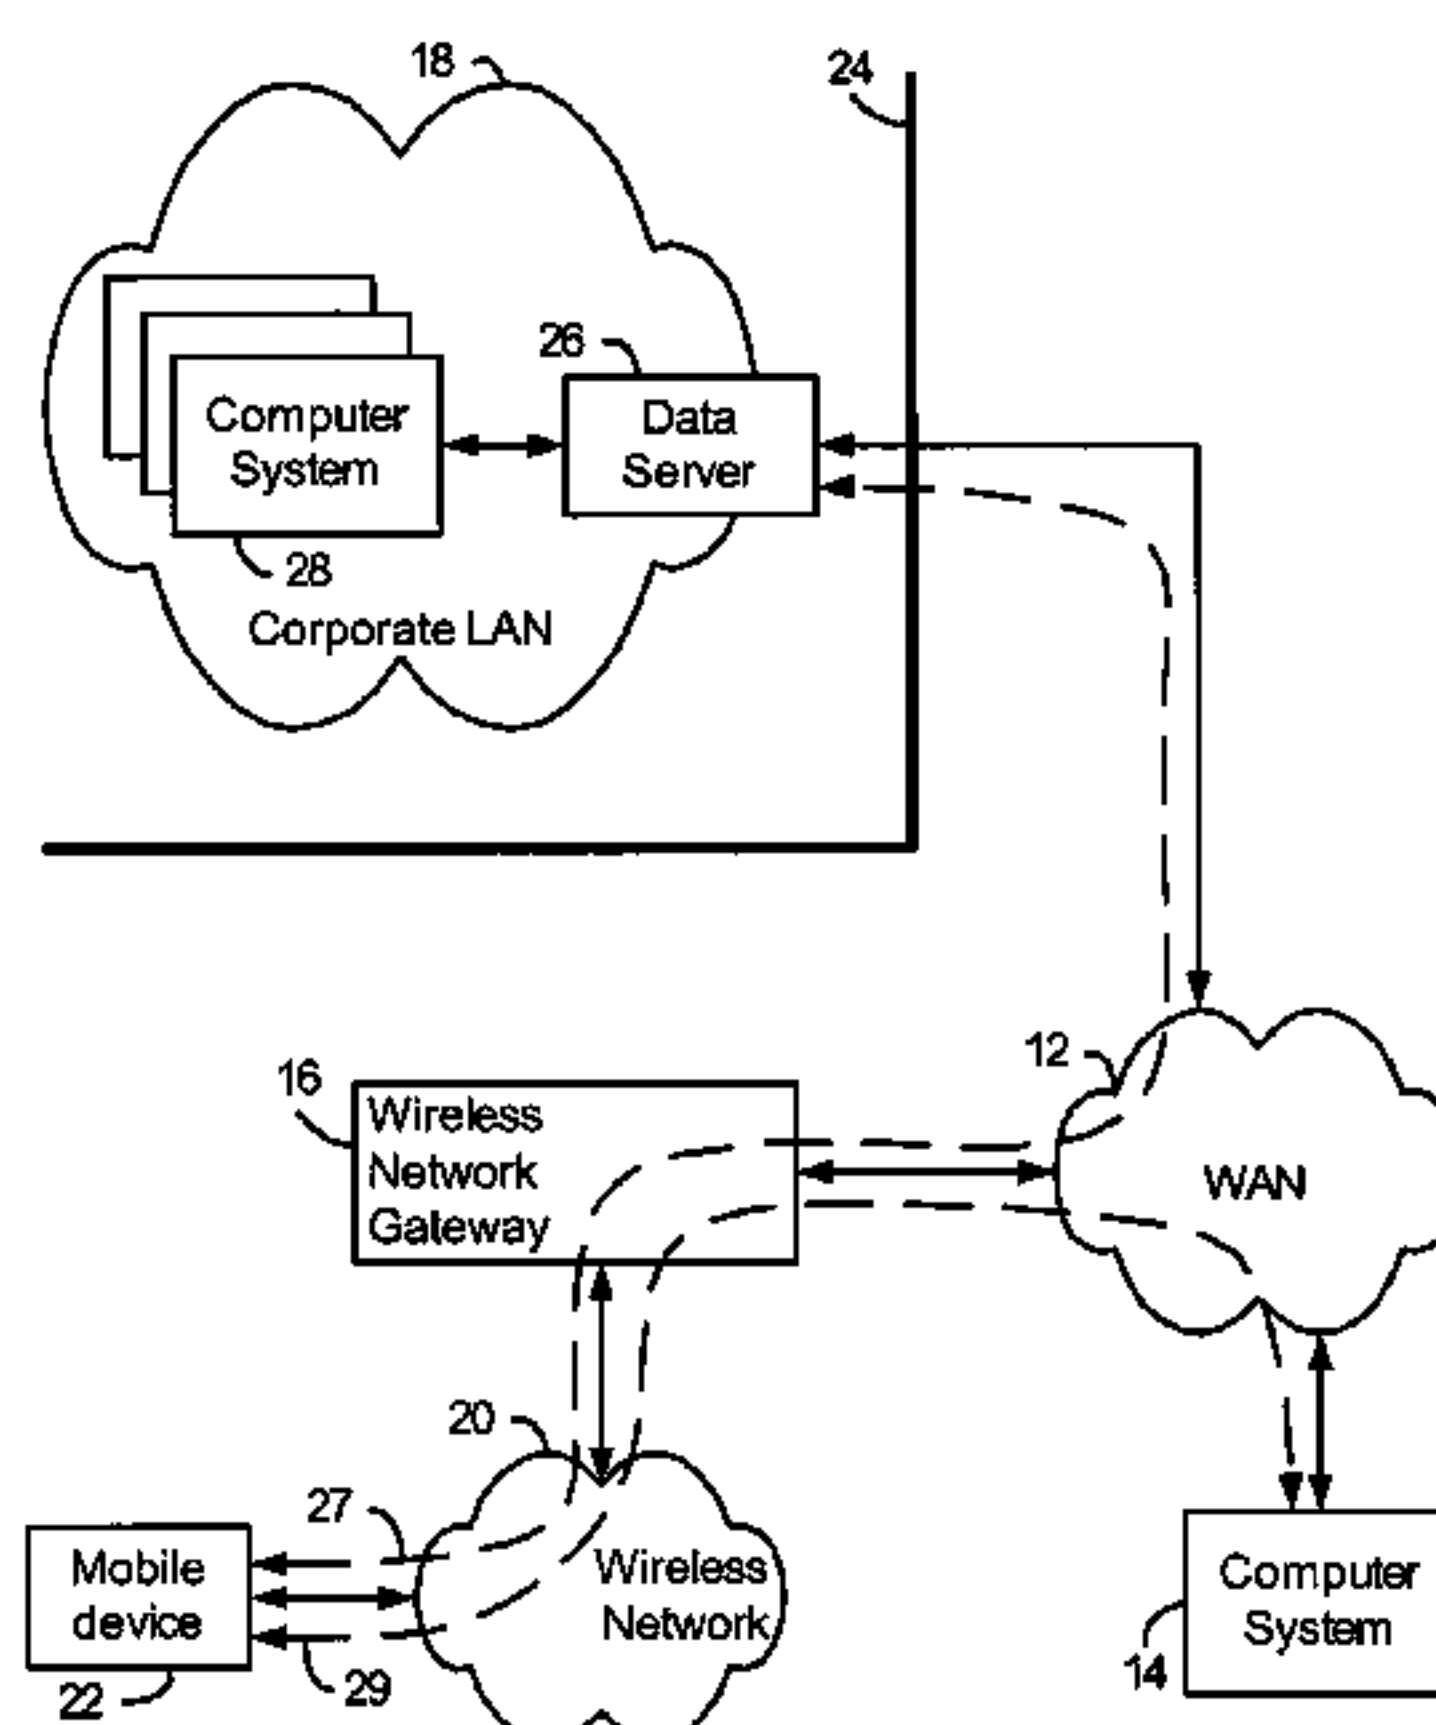 18
24
26
Computer
System
Data
Server
28
Corporate LAN
12
16
Wireless
Network
Gateway
WAN
20
27
Mobile
device
Wireless
Network
Computer
System
22
29
14